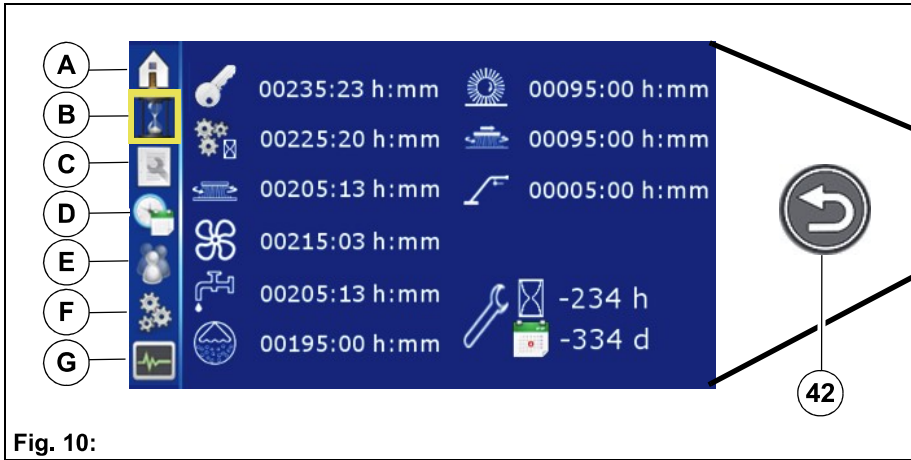 A
B
C
D
E
F
G
00235:23 h:mm
00225:20 h:mm
00205:13 h:mm
00215:03 h:mm
00205:13 h:mm
00195:00 h:mm
00095:00 h:mm
00095:00 h:mm
00005:00 h:mm
-234 h
-334 d
42
Fig. 10: